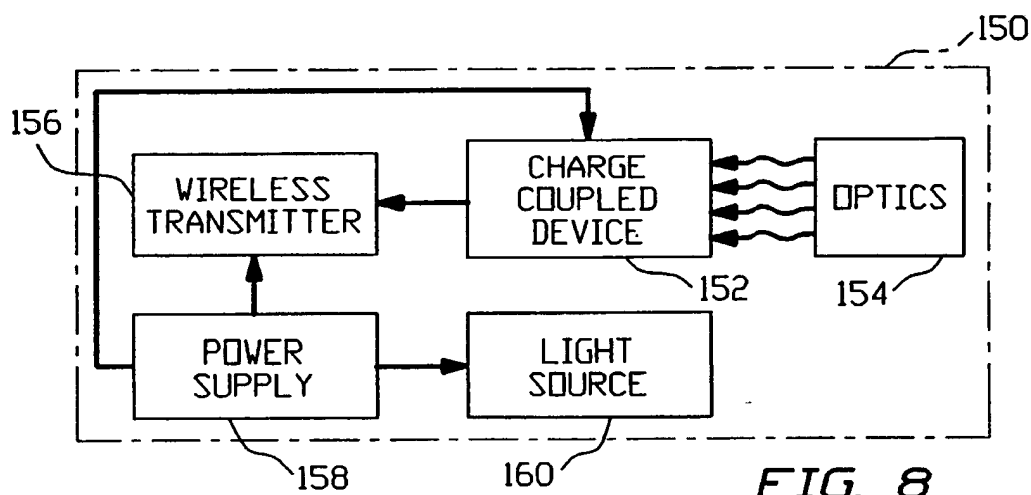 150
156
WIRELESS
TRANSMITTER
CHARGE
COUPLED
DEVICE
OPTICS
152
154
POWER
SUPPLY
LIGHT
SOURCE
158
160
FIG. 8